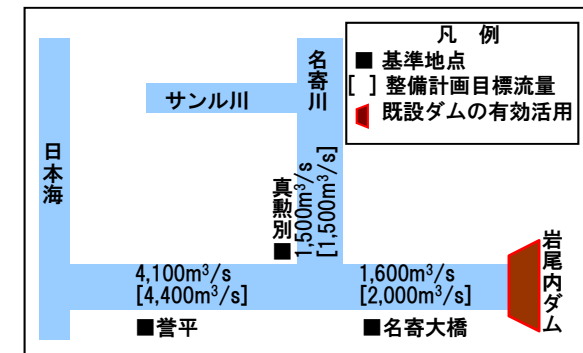 凡 例
■ 基準地点
[ ] 整備計画目標流量
既設ダムの有効活用
名寄川
サンル川
日本海
真勲別■
1,500m³/s
[1,500m³/s]
岩尾内ダム
4,100m³/s
[4,400m³/s]
1,600m³/s
[2,000m³/s]
■誉平
■名寄大橋